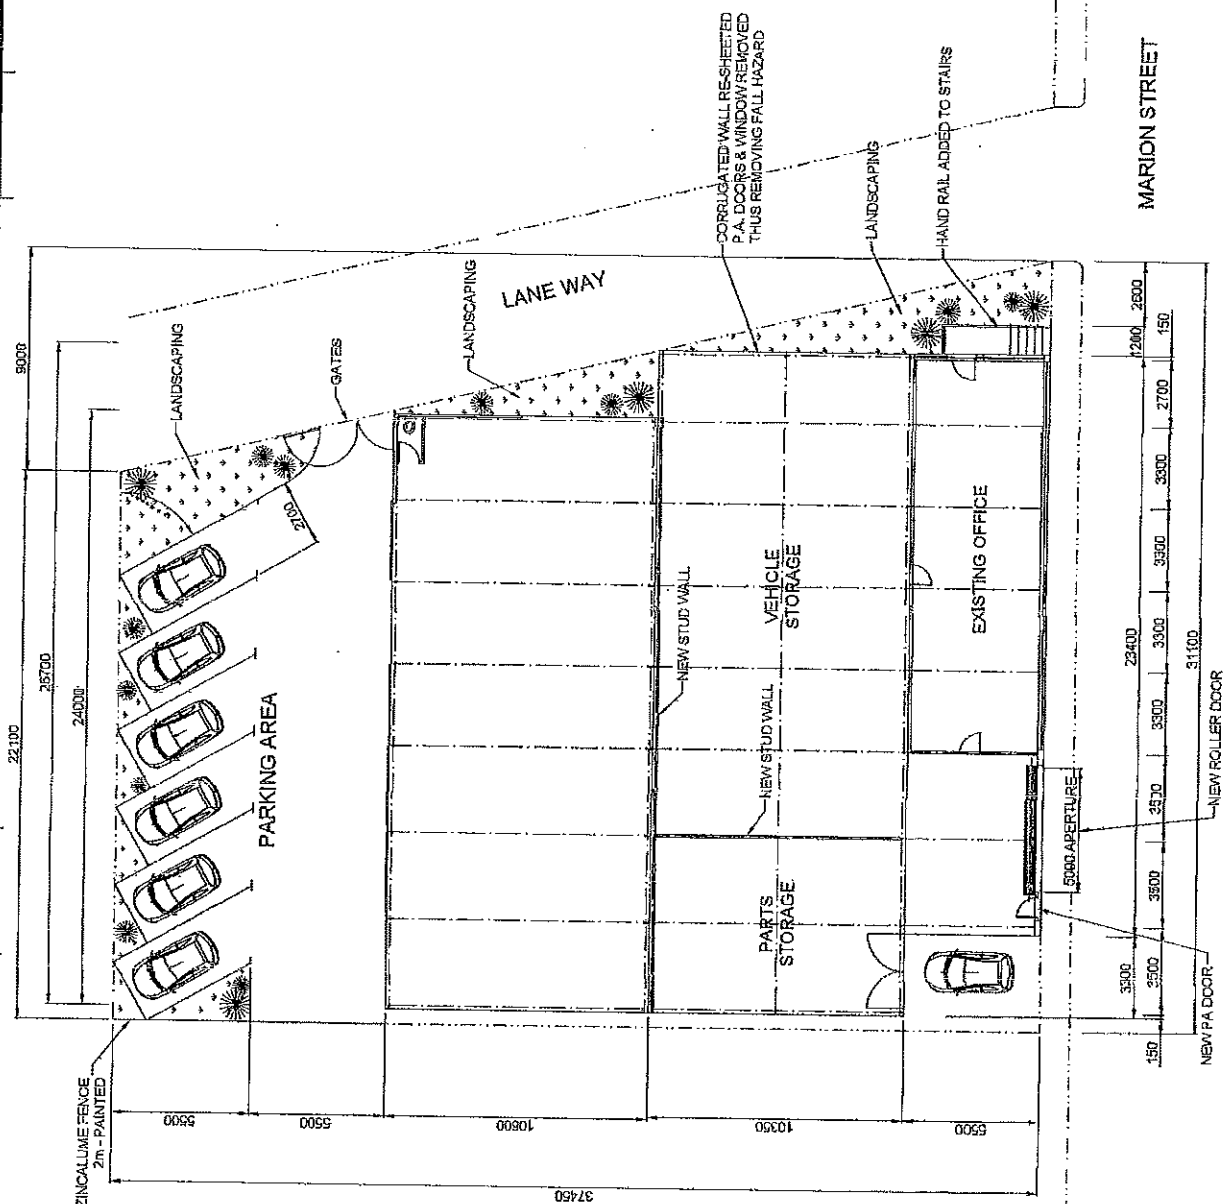 9000
22100
26700
24000
LANDSCAPING
GATES
LANDSCAPING
LANE WAY
CORRUGATED WALL RE-SHEETED
P.A. DOORS & WINDOW REMOVED
THUS REMOVING FALL HAZARD
LANDSCAPING
HAND RAIL ADDED TO STAIRS
MARION STREET
2700
PARKING AREA
NEW STUD WALL
VEHICLE
STORAGE
NEW STUD WALL
EXISTING OFFICE
PARTS
STORAGE
5000 APERTURE
NEW ROLLER DOOR
NEW PA DOOR
ZINCALUME FENCE
2m - PAINTED
5500
5500
10600
10350
5500
37450
2600
1200
23400
3300
150
2700
3300
3300
3300
3300
3500
3500
3500
150
31100